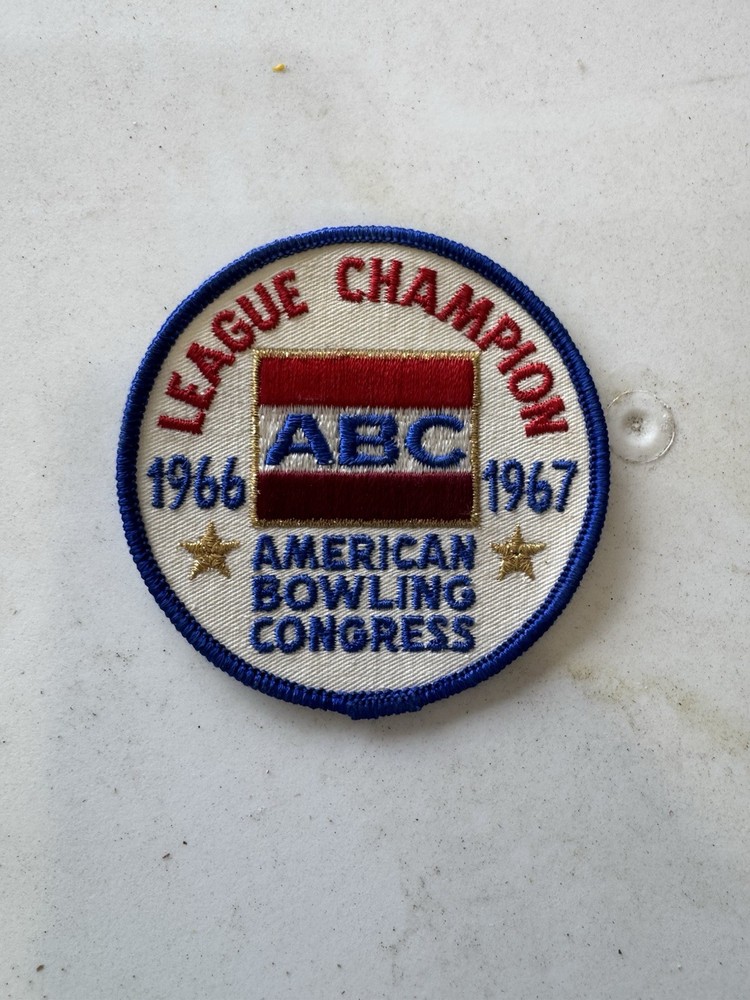 LEAGUE CHAMPION
ABC
1966 1967
AMERICAN
BOWLING
CONGRESS